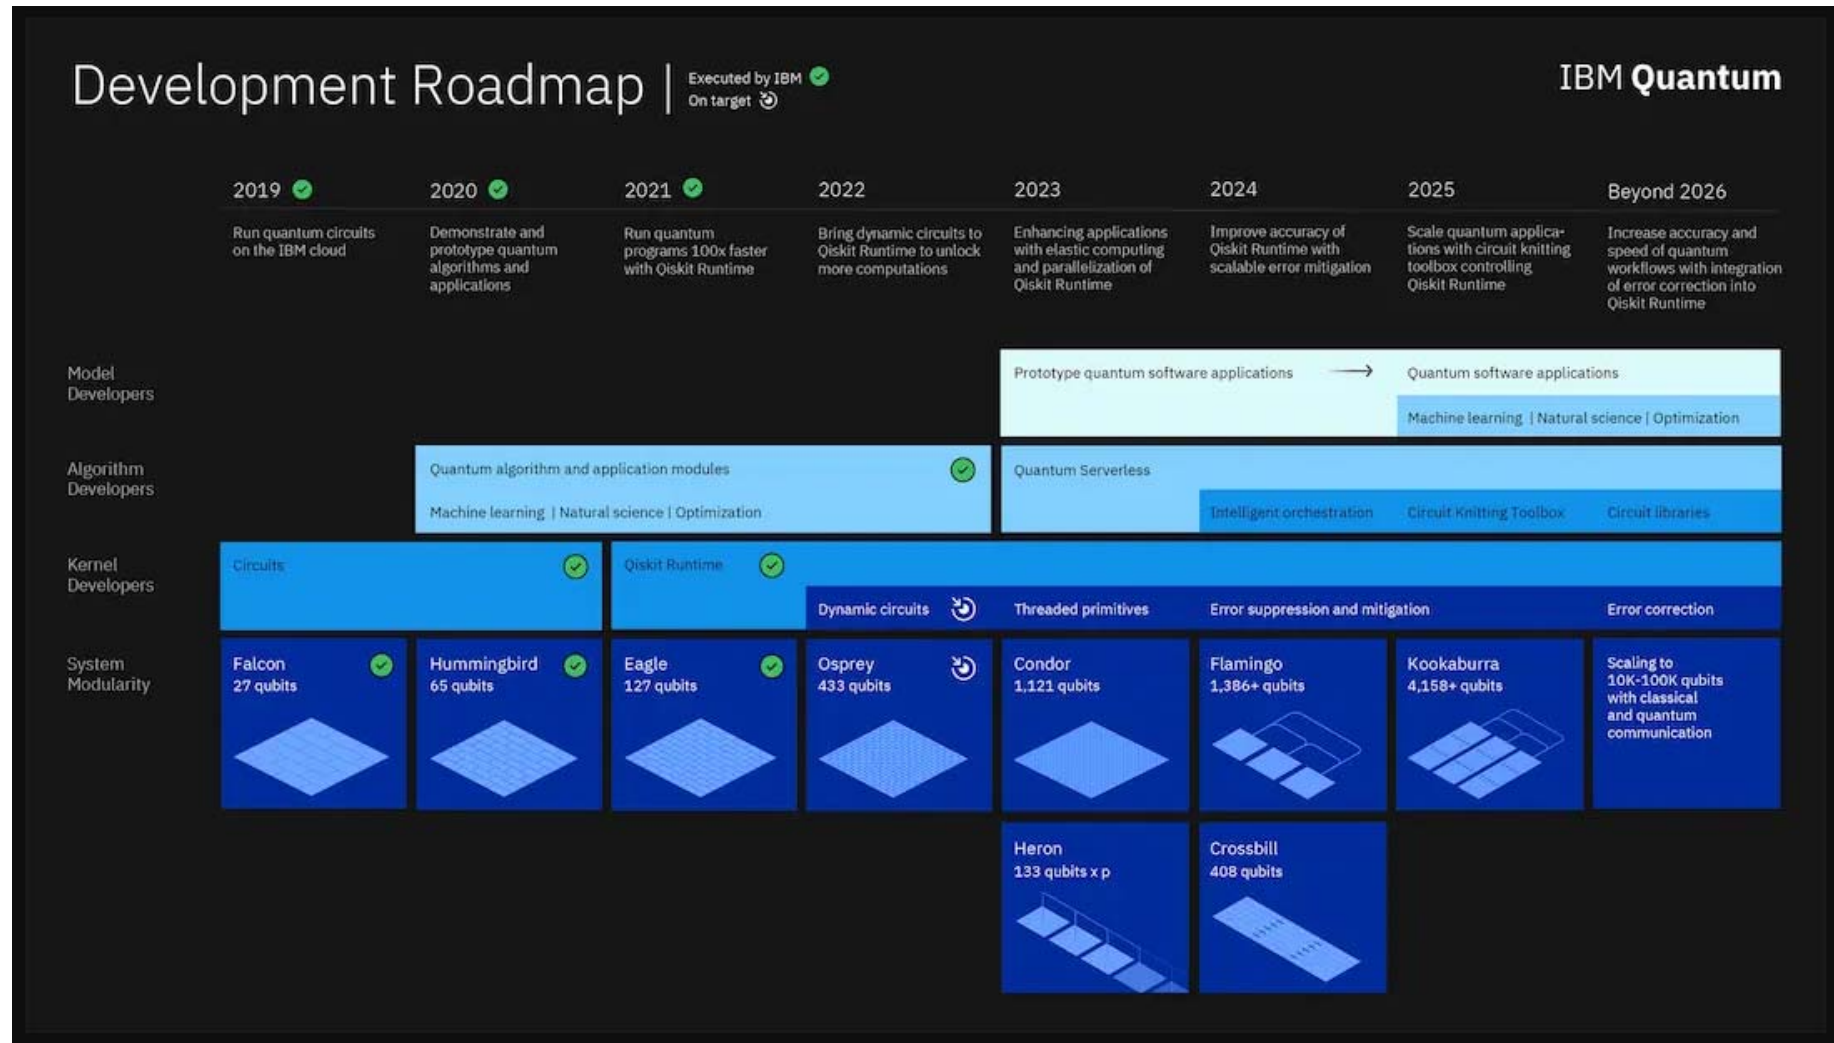 Development Roadmap
Executed by IBM
On target
IBM Quantum
2019
Run quantum circuits
on the IBM cloud
2020
Demonstrate and
prototype quantum
algorithms and
applications
2021
Run quantum
programs 100x faster
with Qiskit Runtime
2022
Bring dynamic circuits to
Qiskit Runtime to unlock
more computations
2023
Enhancing applications
with elastic computing
and parallelization of
Qiskit Runtime
2024
Improve accuracy of
Qiskit Runtime with
scalable error mitigation
2025
Scale quantum applica-
tions with circuit knitting
toolbox controlling
Qiskit Runtime
Beyond 2026
Increase accuracy and
speed of quantum
workflows with integration
of error correction into
Qiskit Runtime
Model
Developers
Prototype quantum software applications →
Quantum software applications
Machine learning | Natural science | Optimization
Algorithm
Developers
Quantum algorithm and application modules
Machine learning | Natural science | Optimization
Quantum Serverless
Intelligent orchestration
Circuit Knitting Toolbox
Circuit libraries
Kernel
Developers
Circuits
Qiskit Runtime
Dynamic circuits
Threaded primitives
Error suppression and mitigation
Error correction
System
Modularity
Falcon
27 qubits
Hummingbird
65 qubits
Eagle
127 qubits
Osprey
433 qubits
Condor
1,121 qubits
Flamingo
1,386+ qubits
Kookaburra
4,158+ qubits
Scaling to
10K-100K qubits
with classical
and quantum
communication
Heron
133 qubits x p
Crossbill
408 qubits